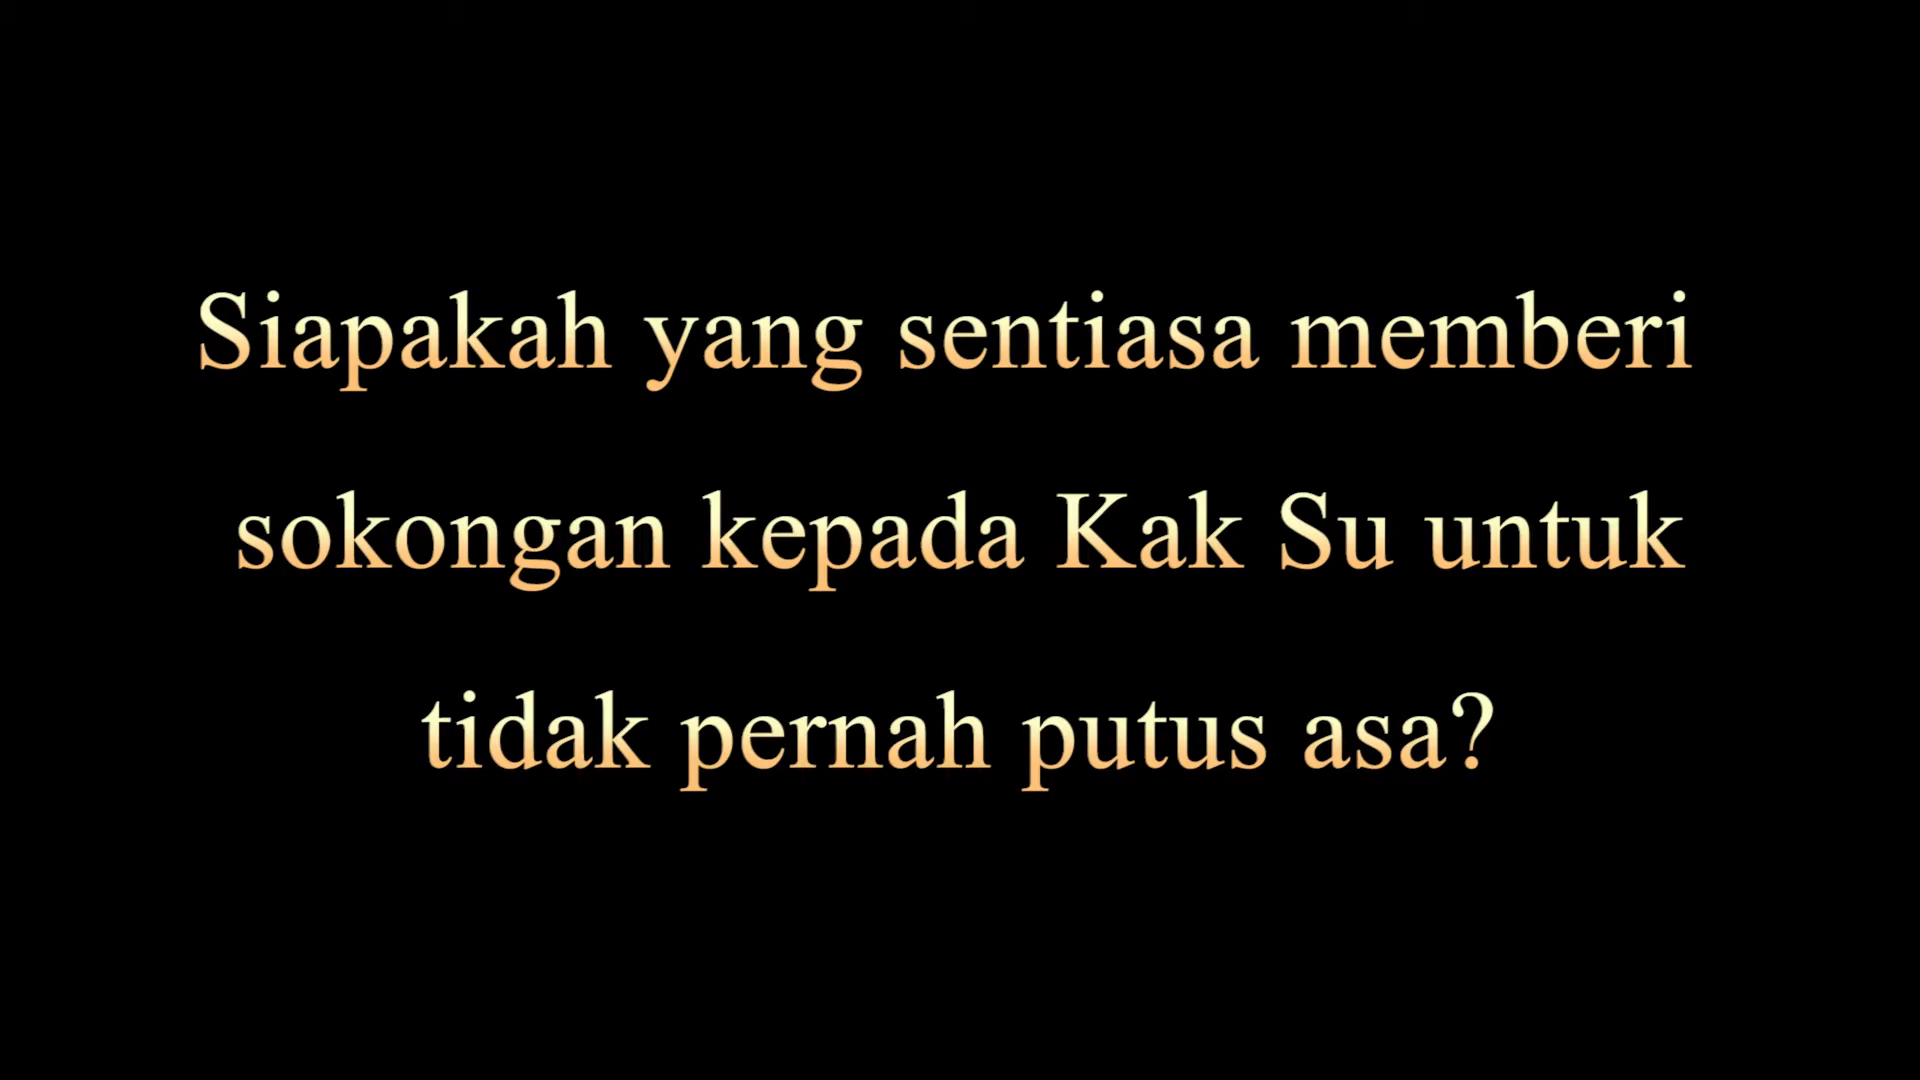 Siapakah yang sentiasa memberi
sokongan kepada Kak Su untuk
tidak pernah putus asa?